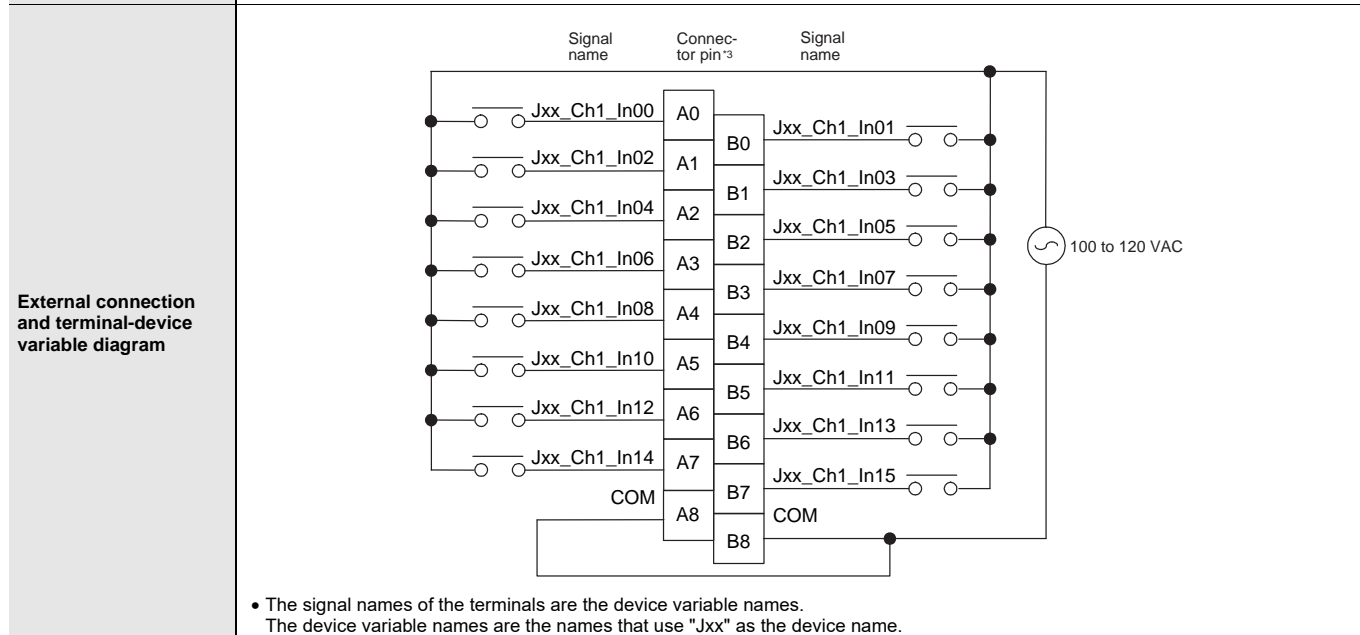 Signal
name
Connec-
tor pin*3
Signal
name
Jxx_Ch1_In00 A0
B0 Jxx_Ch1_In01
Jxx_Ch1_In02 A1
B1 Jxx_Ch1_In03
Jxx_Ch1_In04 A2
B2 Jxx_Ch1_In05
100 to 120 VAC
Jxx_Ch1_In06 A3
B3 Jxx_Ch1_In07
External connection
and terminal-device
variable diagram
Jxx_Ch1_In08 A4
B4 Jxx_Ch1_In09
Jxx_Ch1_In10 A5
B5 Jxx_Ch1_In11
Jxx_Ch1_In12 A6
B6 Jxx_Ch1_In13
Jxx_Ch1_In14 A7
B7 Jxx_Ch1_In15
COM A8
B8 COM
• The signal names of the terminals are the device variable names.
The device variable names are the names that use "Jxx" as the device name.